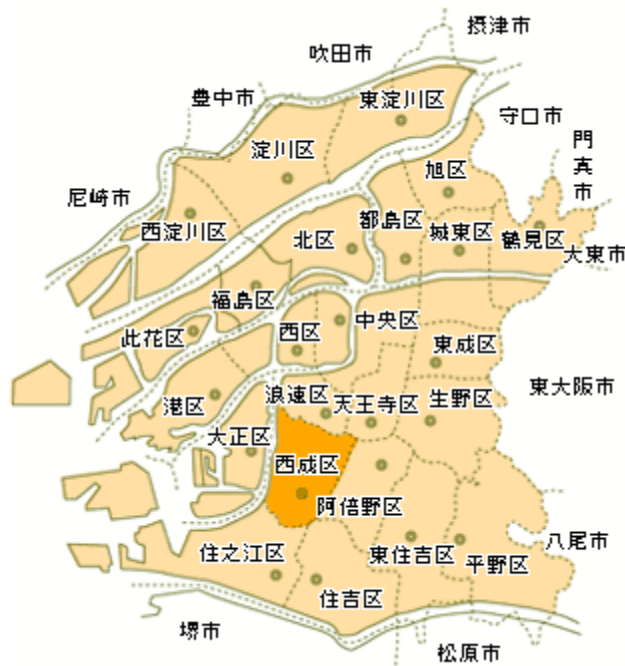 摂津市
吹田市
豊中市
東淀川区
守口市
門真市
淀川区
旭区
尼崎市
西淀川区
北区
都島区
城東区
鶴見区
大東市
福島区
此花区
西区
中央区
東成区
東大阪市
港区
浪速区
天王寺区
生野区
大正区
西成区
阿倍野区
八尾市
住之江区
東住吉区
平野区
住吉区
堺市
松原市